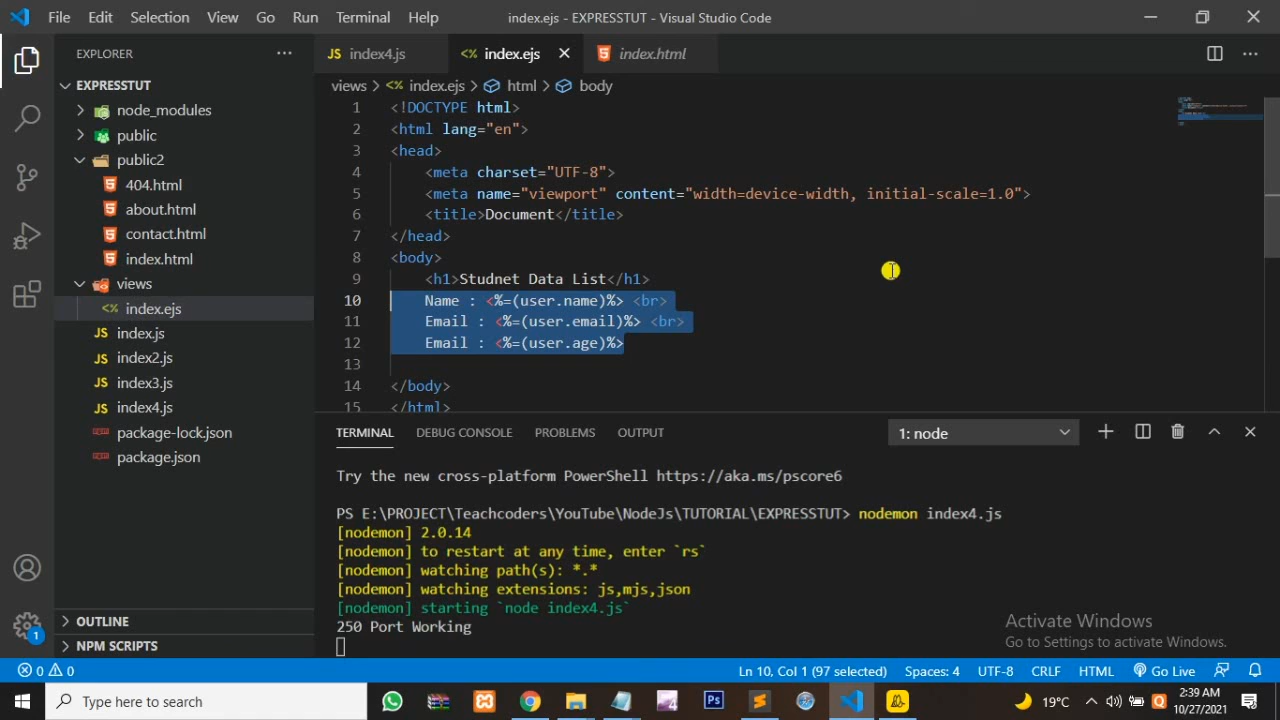 File Edit Selection View Go Run Terminal Help index.ejs - EXPRESSTUT - Visual Studio Code
EXPLORER
EXPRESSTUT
node_modules
public
public2
404.html
about.html
contact.html
index.html
views
index.ejs
index.js
index2.js
index3.js
index4.js
package-lock.json
package.json
OUTLINE
NPM SCRIPTS
index4.js index.ejs index.html
views > index.ejs > html > body
1 <!DOCTYPE html>
2 <html lang="en">
3 <head>
4 <meta charset="UTF-8">
5 <meta name="viewport" content="width=device-width, initial-scale=1.0">
6 <title>Document</title>
7 </head>
8 <body>
9 <h1>Studnet Data List</h1>
10 Name : <%=(user.name)%> <br>
11 Email : <%=(user.email)%> <br>
12 Email : <%=(user.age)%>
13
14 </body>
15 </html>
TERMINAL DEBUG CONSOLE PROBLEMS OUTPUT 1: node
Try the new cross-platform PowerShell https://aka.ms/pscore6
PS E:\PROJECT\Teachcoders\YouTube\NodeJs\TUTORIAL\EXPRESSTUT> nodemon index4.js
[nodemon] 2.0.14
[nodemon] to restart at any time, enter `rs`
[nodemon] watching path(s): *.*
[nodemon] watching extensions: js,mjs,json
[nodemon] starting `node index4.js`
250 Port Working
Activate Windows
Go to Settings to activate Windows.
1
0 0 Ln 10, Col 1 (97 selected) Spaces: 4 UTF-8 CRLF HTML Go Live
Type here to search
Ps
19°C
2:39 AM
10/27/2021